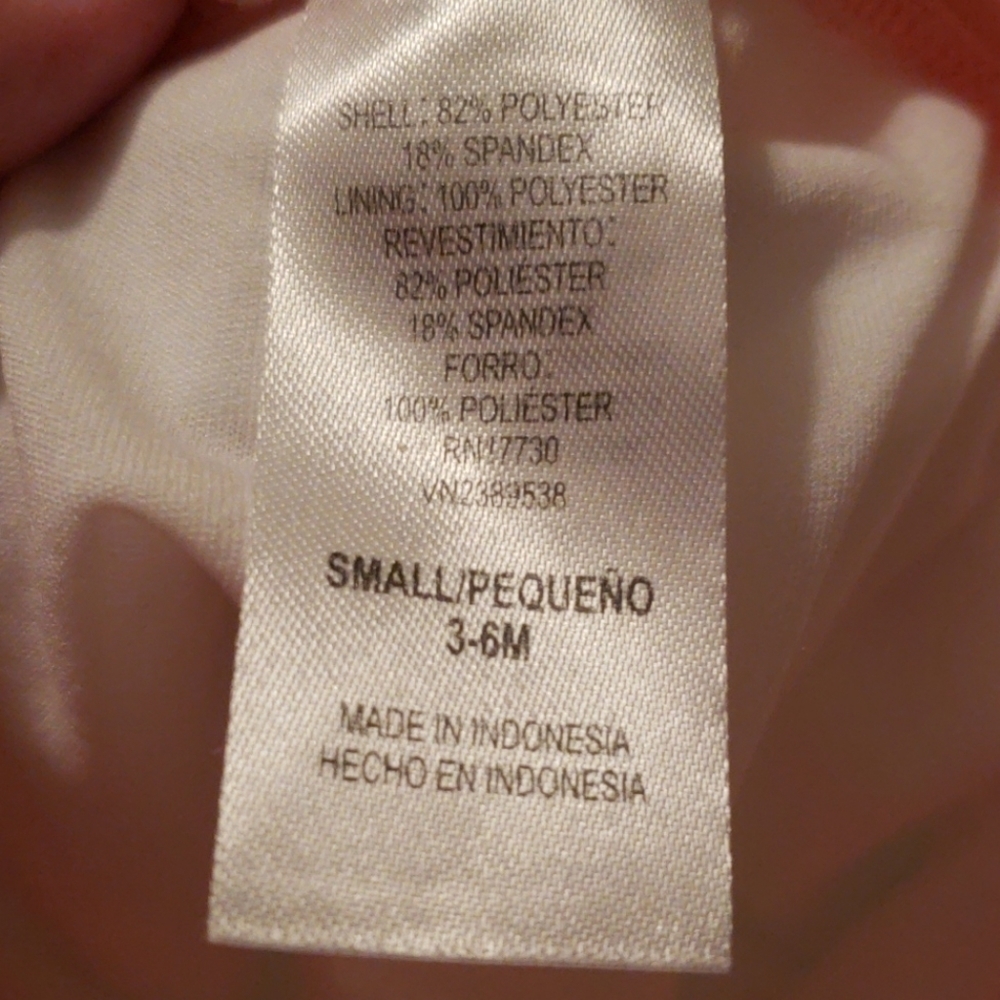 SHELL: 82% POLYESTER
18% SPANDEX
LINING: 100% POLYESTER
REVESTIMIENTO:
82% POLIESTER
18% SPANDEX
FORRO:
100% POLIESTER
VN2389538
SMALL/PEQUEÑO
3-6M
MADE IN INDONESIA
HECHO EN INDONESIA